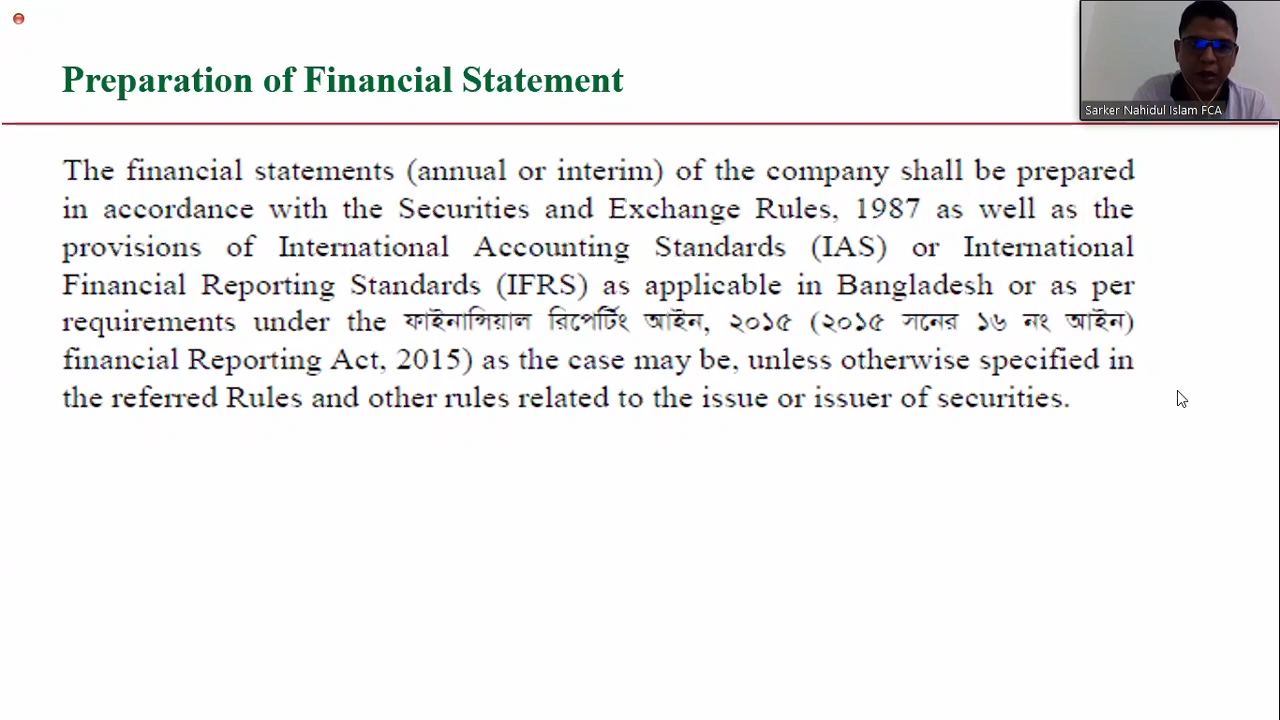 Preparation of Financial Statement
Sarker Nahidul Islam FCA
The financial statements (annual or interim) of the company shall be prepared
in accordance with the Securities and Exchange Rules, 1987 as well as the
provisions of International Accounting Standards (IAS) or International
Financial Reporting Standards (IFRS) as applicable in Bangladesh or as per
requirements under the ফাইনান্সিয়াল রিপোর্টিং আইন, ২০১৫ (২০১৫ সনের ১৬ নং আইন)
financial Reporting Act, 2015) as the case may be, unless otherwise specified in
the referred Rules and other rules related to the issue or issuer of securities.